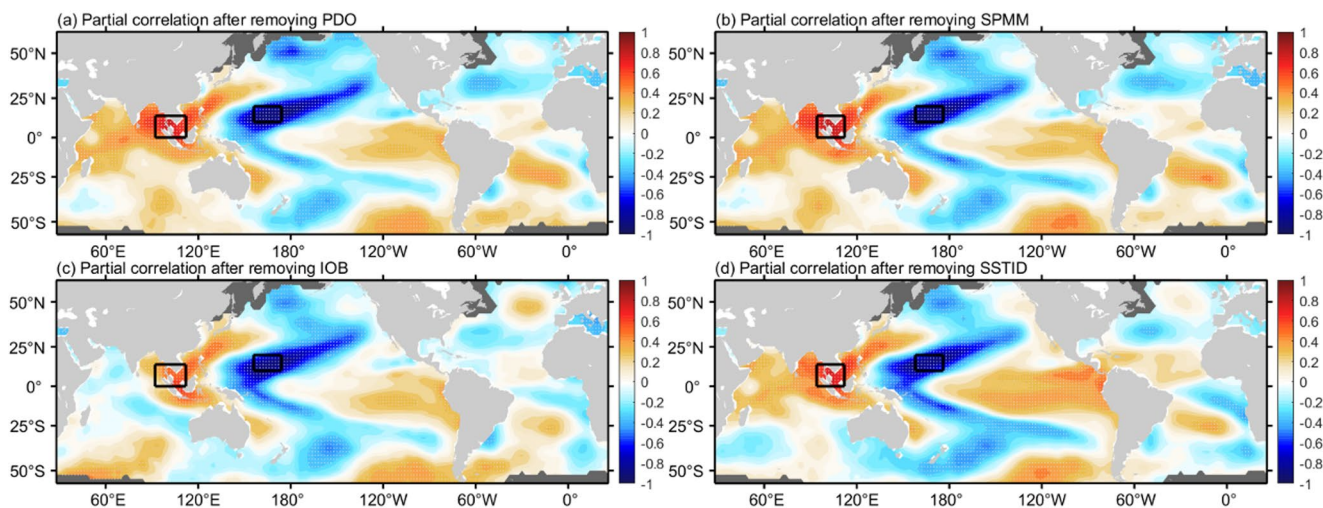 (a) Partial correlation after removing PDO
50°N
25°N
0°
25°S
50°S
60°E 120°E 180° 120°W 60°W 0°
1
0.8
0.6
0.4
0.2
0
-0.2
-0.4
-0.6
-0.8
-1
(b) Partial correlation after removing SPMM
50°N
25°N
0°
25°S
50°S
60°E 120°E 180° 120°W 60°W 0°
1
0.8
0.6
0.4
0.2
0
-0.2
-0.4
-0.6
-0.8
-1
(c) Partial correlation after removing IOB
50°N
25°N
0°
25°S
50°S
60°E 120°E 180° 120°W 60°W 0°
1
0.8
0.6
0.4
0.2
0
-0.2
-0.4
-0.6
-0.8
-1
(d) Partial correlation after removing SSTID
50°N
25°N
0°
25°S
50°S
60°E 120°E 180° 120°W 60°W 0°
1
0.8
0.6
0.4
0.2
0
-0.2
-0.4
-0.6
-0.8
-1